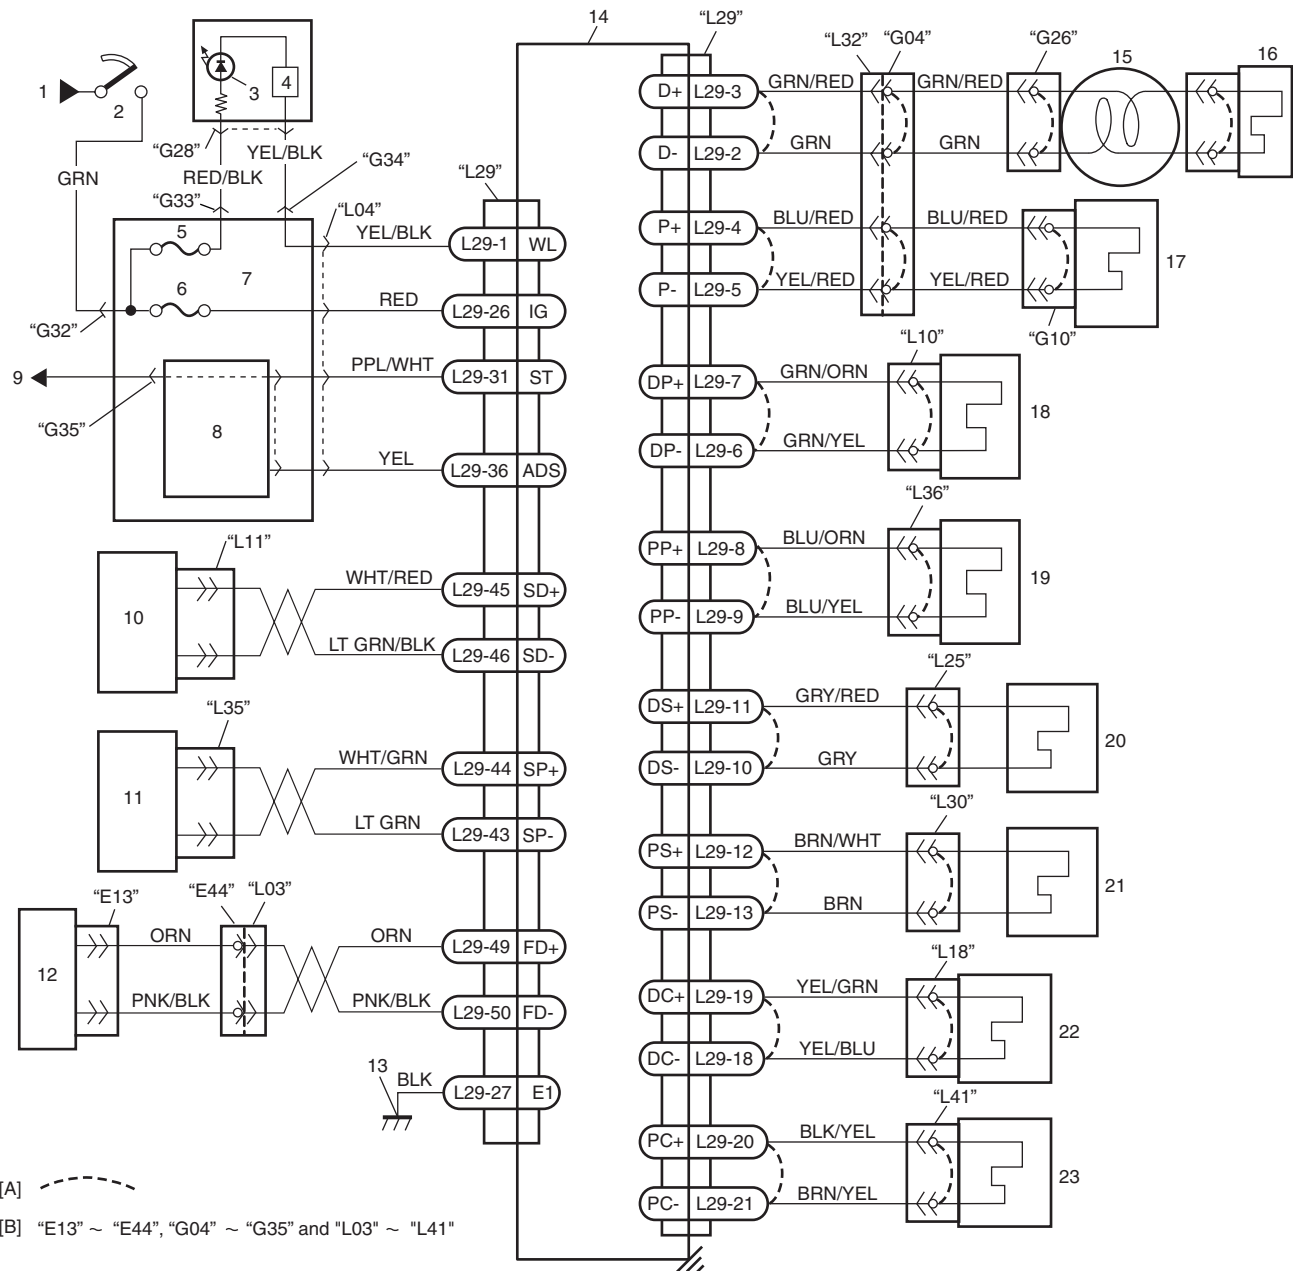 14
"L29"
"L32" "G04"
"G26"
15
16
1
2
3
4
"G28"
YEL/BLK
RED/BLK
"G34"
GRN
"G33"
"L04"
"L29"
5
YEL/BLK
L29-1 WL
7
6
RED
L29-26 IG
"G32"
9
PPL/WHT
L29-31 ST
"G35"
8
YEL
L29-36 ADS
"L11"
10
WHT/RED
L29-45 SD+
LT GRN/BLK
L29-46 SD-
"L35"
11
WHT/GRN
L29-44 SP+
LT GRN
L29-43 SP-
"E13"
"E44" "L03"
12
ORN
ORN
L29-49 FD+
PNK/BLK
PNK/BLK
L29-50 FD-
13
BLK
L29-27 E1
D+ L29-3
GRN/RED
GRN/RED
D- L29-2
GRN
GRN
P+ L29-4
BLU/RED
BLU/RED
17
P- L29-5
YEL/RED
YEL/RED
"G10"
"L10"
DP+ L29-7
GRN/ORN
18
DP- L29-6
GRN/YEL
"L36"
PP+ L29-8
BLU/ORN
19
PP- L29-9
BLU/YEL
"L25"
DS+ L29-11
GRY/RED
20
DS- L29-10
GRY
"L30"
PS+ L29-12
BRN/WHT
21
PS- L29-13
BRN
"L18"
DC+ L29-19
YEL/GRN
22
DC- L29-18
YEL/BLU
"L41"
PC+ L29-20
BLK/YEL
23
PC- L29-21
BRN/YEL
[A]
[B] "E13" ~ "E44", "G04" ~ "G35" and "L03" ~ "L41"